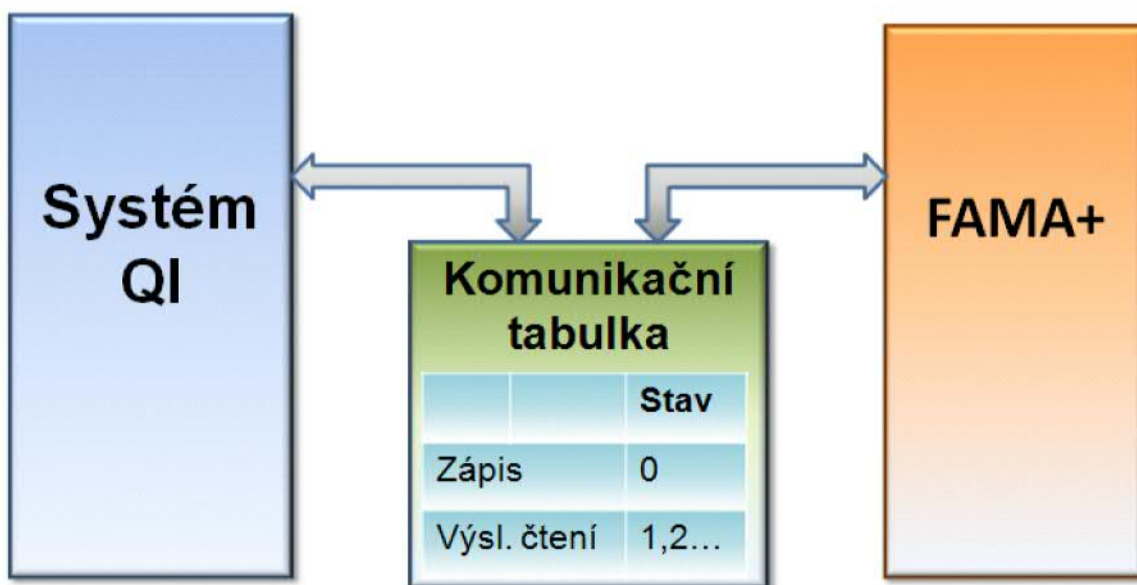 Systém
QI
FAMA+
Komunikační
tabulka
Stav
Zápis 0
Výsl. čtení 1,2...